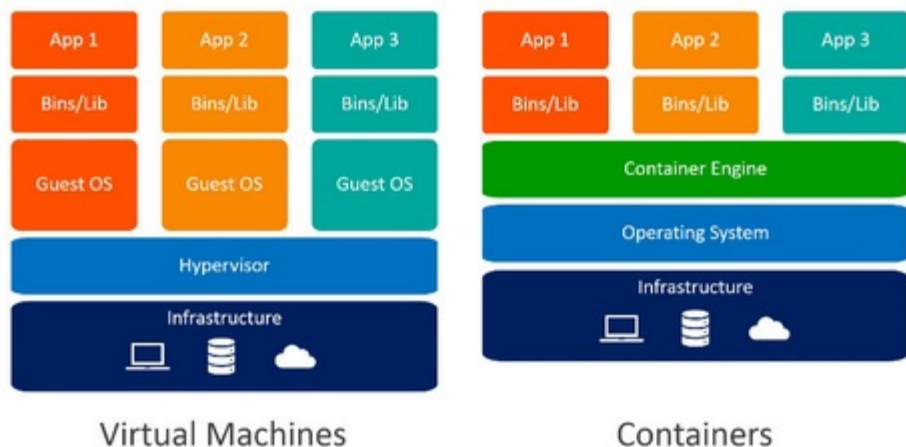 App 1
App 2
App 3
Bins/Lib
Bins/Lib
Bins/Lib
Guest OS
Guest OS
Guest OS
Hypervisor
Infrastructure
Virtual Machines
App 1
App 2
App 3
Bins/Lib
Bins/Lib
Bins/Lib
Container Engine
Operating System
Infrastructure
Containers